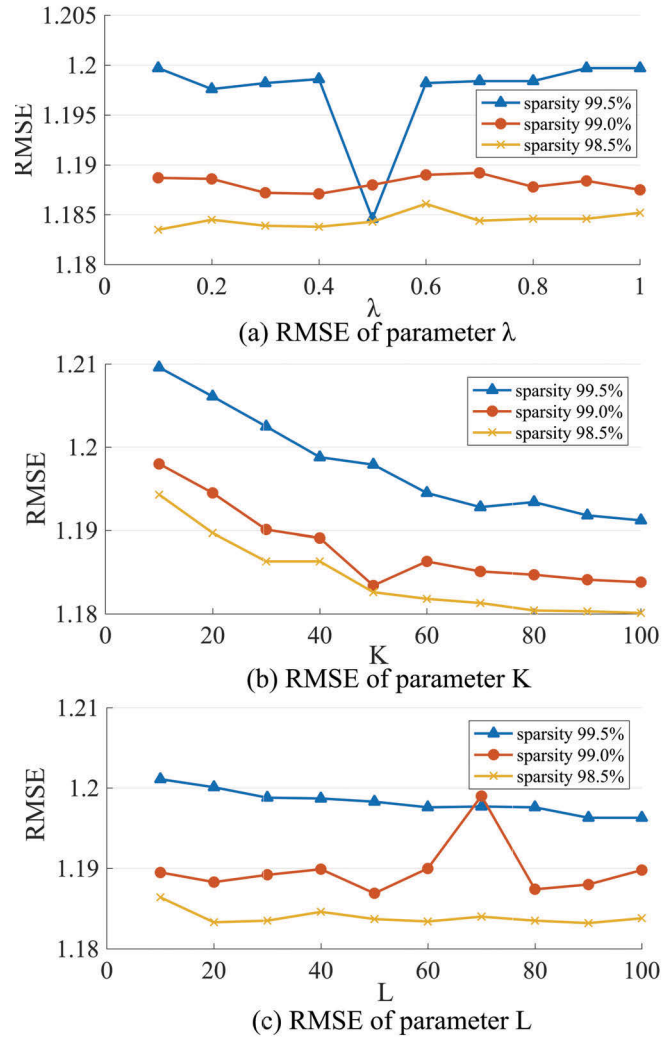 1.205
1.2
1.195
1.19
1.185
1.18
RMSE
sparsity 99.5%
sparsity 99.0%
sparsity 98.5%
0 0.2 0.4 0.6 0.8 1
λ
(a) RMSE of parameter λ
1.21
1.2
1.19
1.18
RMSE
sparsity 99.5%
sparsity 99.0%
sparsity 98.5%
0 20 40 60 80 100
K
(b) RMSE of parameter K
1.21
1.2
1.19
1.18
RMSE
sparsity 99.5%
sparsity 99.0%
sparsity 98.5%
0 20 40 60 80 100
L
(c) RMSE of parameter L